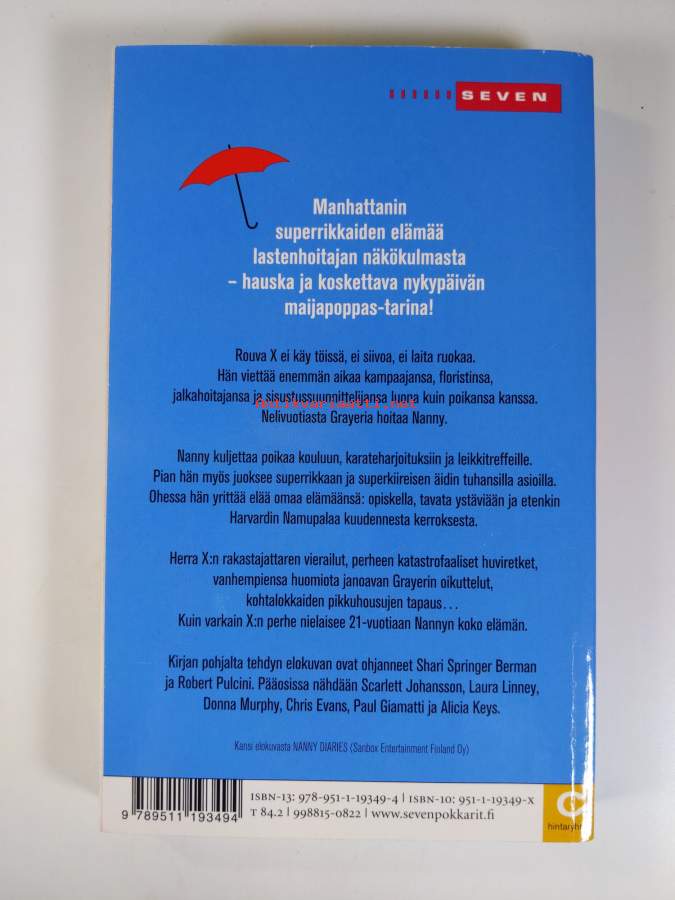 SEVEN
Manhattanin
superrikkaiden elämää
lastenhoitajan näkökulmasta
– hauska ja koskettava nykypäivän
maijapoppas-tarina!
Rouva X ei käy töissä, ei siivoa, ei laita ruokaa.
Hän viettää enemmän aikaa kampaajansa, floristinsa,
jalkahoitajansa ja sisustussuunnittelijansa luona kuin poikansa kanssa.
antikvariaatti.net
Nelivuotiasta Grayeria hoitaa Nanny.
Nanny kuljettaa poikaa kouluun, karateharjoituksiin ja leikkitreffeille.
Pian hän myös juoksee superrikkaan ja superkiireisen äidin tuhansilla asioilla.
Ohessa hän yrittää elää omaa elämäänsä: opiskella, tavata ystäviään ja etenkin
Harvardin Namupalaa kuudennesta kerroksesta.
Herra X:n rakastajattaren vierailut, perheen katastrofaaliset huviretket,
vanhempiensa huomiota janoavan Grayerin oikuttelut,
kohtalokkaiden pikkuhousujen tapaus...
Kuin varkain X:n perhe nielaisee 21-vuotiaan Nannyn koko elämän.
Kirjan pohjalta tehdyn elokuvan ovat ohjanneet Shari Springer Berman
ja Robert Pulcini. Pääosissa nähdään Scarlett Johansson, Laura Linney,
Donna Murphy, Chris Evans, Paul Giamatti ja Alicia Keys.
Kansi elokuvasta NANNY DIARIES (Sanbox Entertainment Finland Oy)
ISBN-13: 978-951-1-19349-4 | ISBN-10: 951-1-19349-X
T 84.2 | 998815-0822 | www.sevenpokkarit.fi
9 789511 193494
C